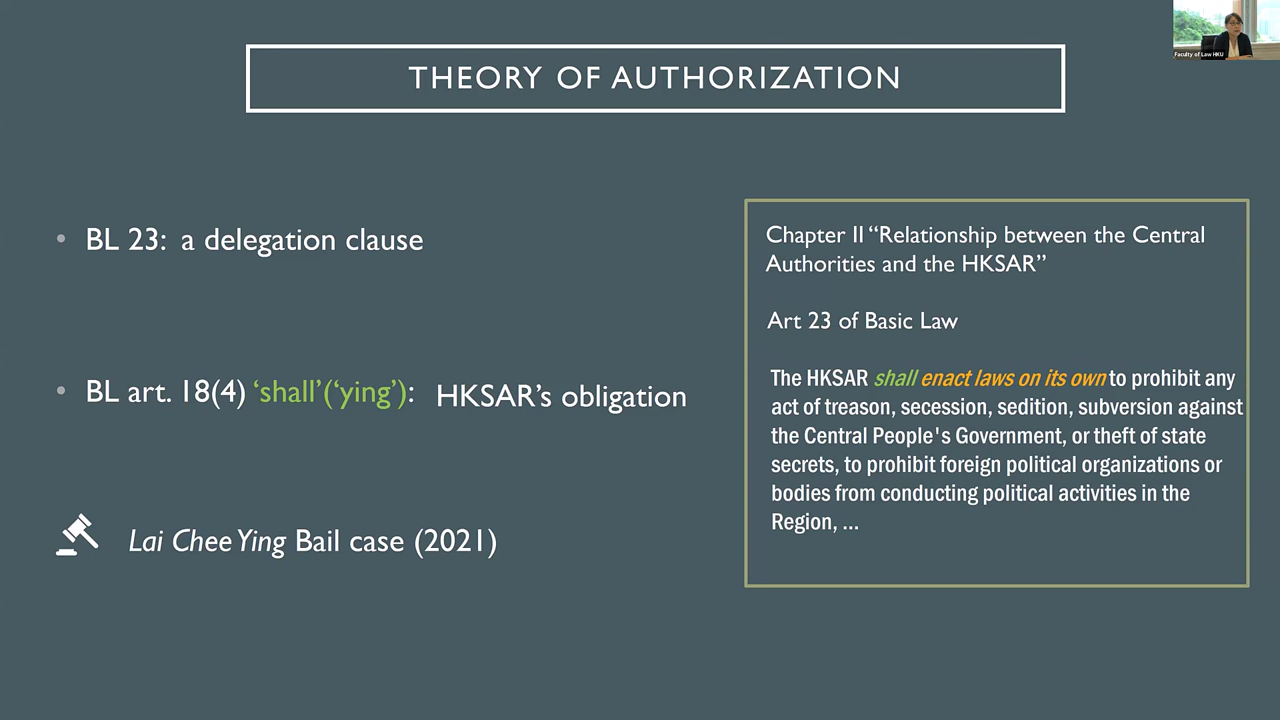 THEORY OF AUTHORIZATION
Faculty of Law HKU
• BL 23: a delegation clause
• BL art. 18(4) ‘shall’(‘ying’): HKSAR’s obligation
Lai Chee Ying Bail case (2021)
Chapter II “Relationship between the Central
Authorities and the HKSAR”
Art 23 of Basic Law
The HKSAR shall enact laws on its own to prohibit any
act of treason, secession, sedition, subversion against
the Central People's Government, or theft of state
secrets, to prohibit foreign political organizations or
bodies from conducting political activities in the
Region, ...